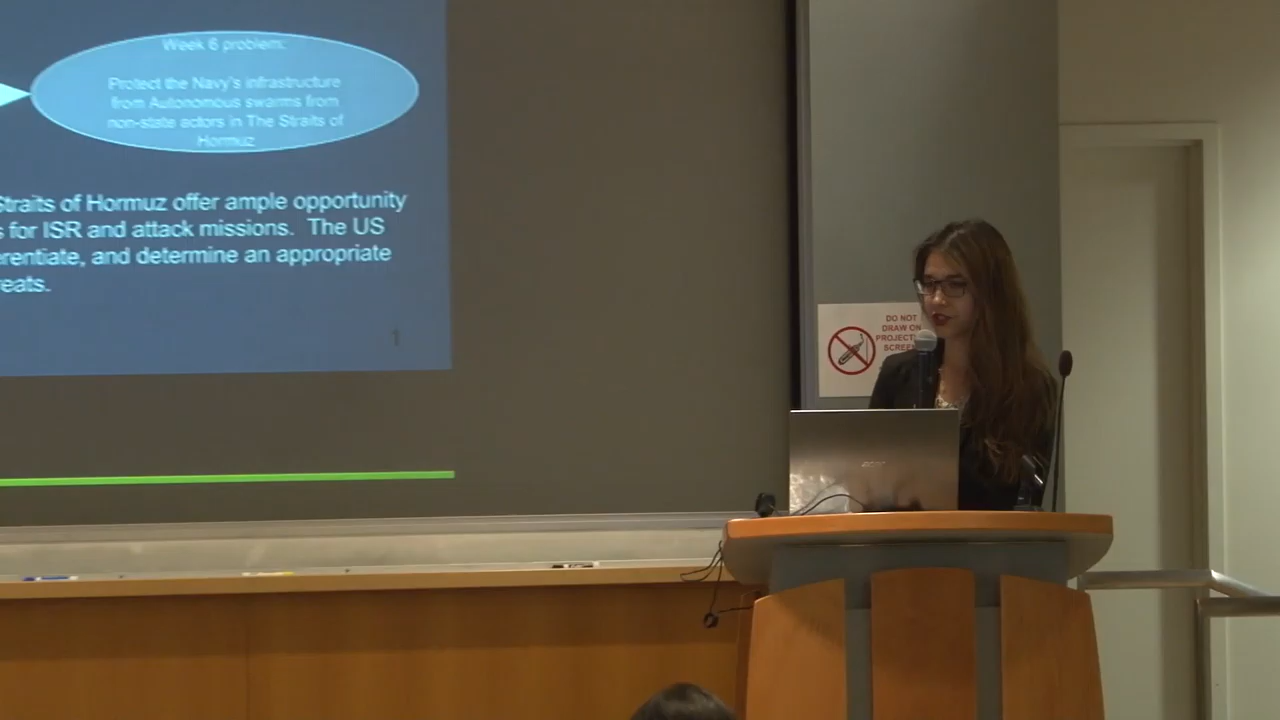 Week 6 problem:
Protect the Navy's infrastructure
from Autonomous swarms from
non-state actors in The Straits of
Hormuz
Straits of Hormuz offer ample opportunity
s for ISR and attack missions. The US
erentiate, and determine an appropriate
reats.
1
DO NOT
DRAW ON
PROJECT
SCREE
acer